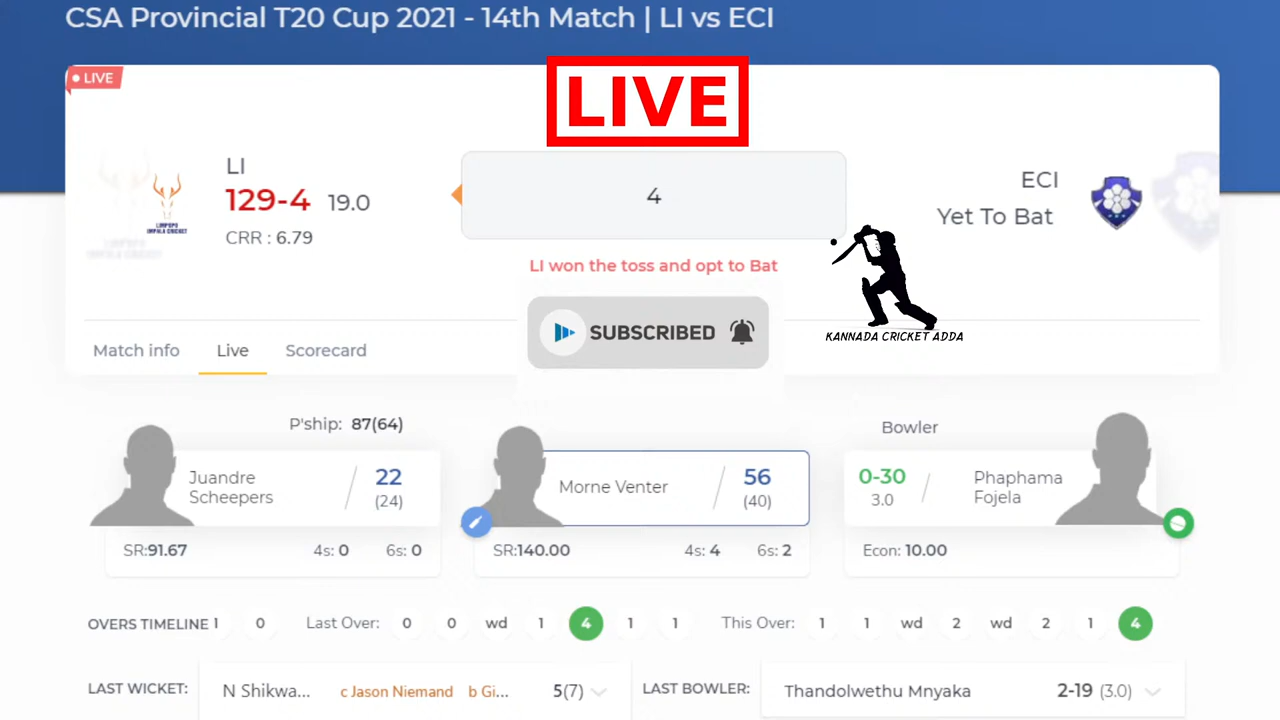 CSA Provincial T20 Cup 2021 - 14th Match | LI vs ECI
LIVE
LIVE
LI
129-4 19.0
CRR : 6.79
LIMPOPO
IMPALA CRICKET
4
ECI
Yet To Bat
LI won the toss and opt to Bat
SUBSCRIBED
KANNADA CRICKET ADDA
Match info Live Scorecard
P'ship: 87(64)
Juandre
Scheepers
22
(24)
SR:91.67 4s: 0 6s: 0
Morne Venter
56
(40)
SR:140.00 4s: 4 6s: 2
Bowler
0-30
3.0
Phaphama
Fojela
Econ: 10.00
OVERS TIMELINE 1 0 Last Over: 0 0 wd 1 4 1 1 This Over: 1 1 wd 2 wd 2 1 4
LAST WICKET: N Shikwa... c Jason Niemand b Gi... 5(7) LAST BOWLER: Thandolwethu Mnyaka 2-19 (3.0)